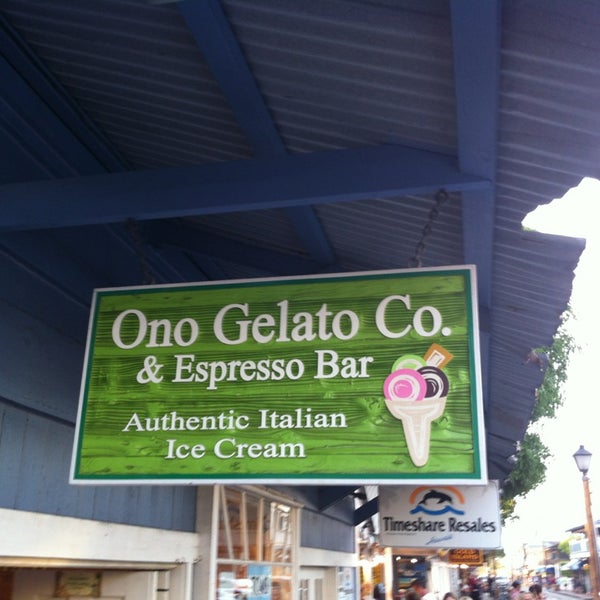 Ono Gelato Co.
& Espresso Bar
Authentic Italian
Ice Cream
Timeshare Resales